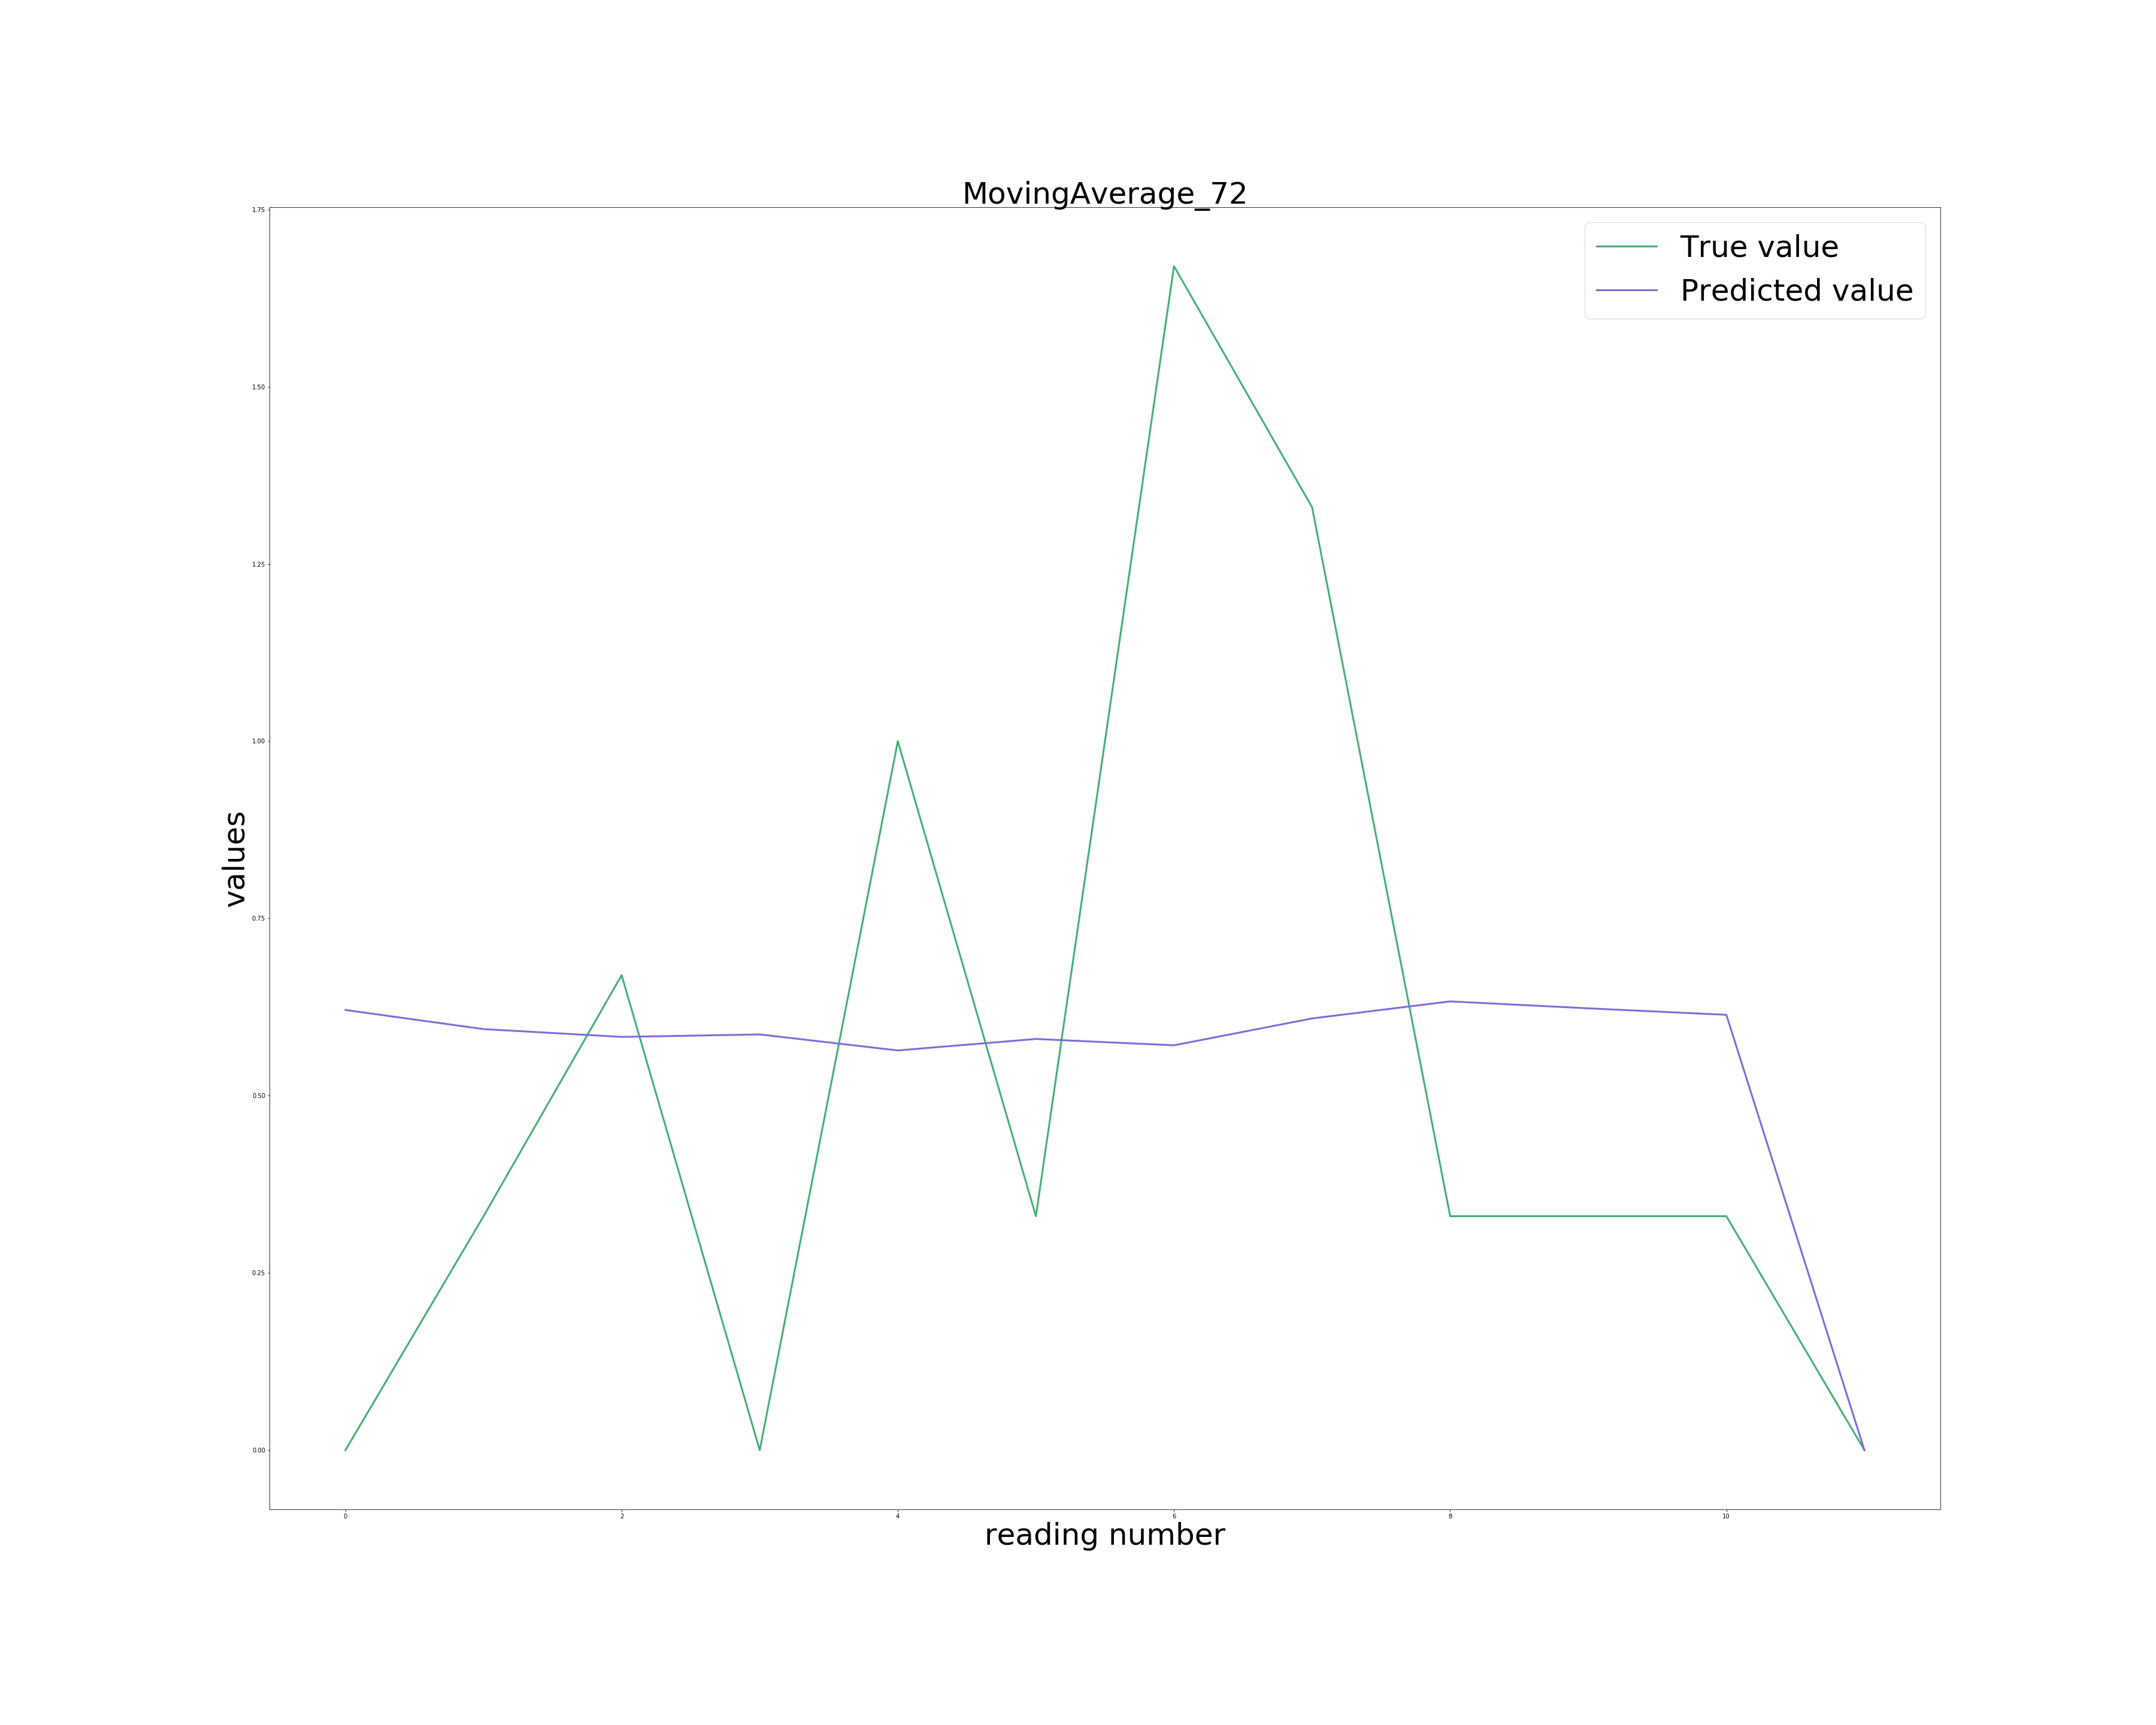 MovingAverage_72
True value
Predicted value
values
1.75
1.50
1.25
1.00
0.75
0.50
0.25
0.00
0 2 4 6 8 10
reading number